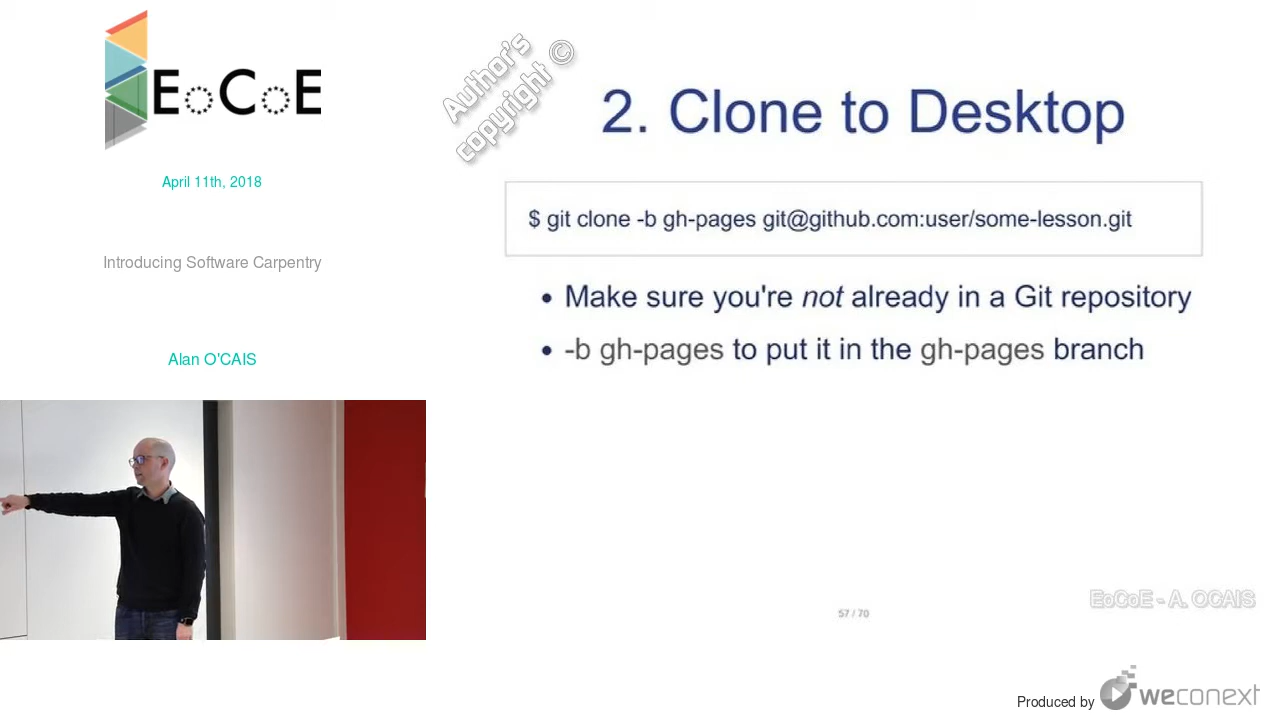 EoCoE
April 11th, 2018
Introducing Software Carpentry
Alan O'CAIS
Author's
copyright ©
2. Clone to Desktop
$ git clone -b gh-pages git@github.com:user/some-lesson.git
• Make sure you're not already in a Git repository
• -b gh-pages to put it in the gh-pages branch
EoCoE - A. OCAIS
57 / 70
Produced by weconext